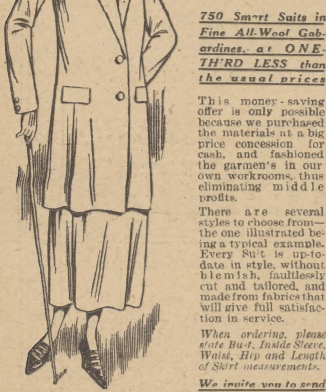 750 Smart Suits in
Fine All-Wool Gab-
ardines, at ONE-
TH'RD LESS than
the usual prices
This money-saving
offer is only possible
because we purchased
the materials at a big
price concession for
cash, and fashioned
the garmen's in our
own workrooms, thus
eliminating middle
profits.
There are several
styles to choose from—
the one illustrated be-
ing a typical example.
Every Suit is up-to-
date in style, without
blemish, faultlessly
cut and tailored, and
made from fabrics that
will give full satisfac-
tion in service.
When ordering, please
state Bust, Inside Sleeve,
Waist, Hip and Length
of Skirt measurements.
We invite you to send